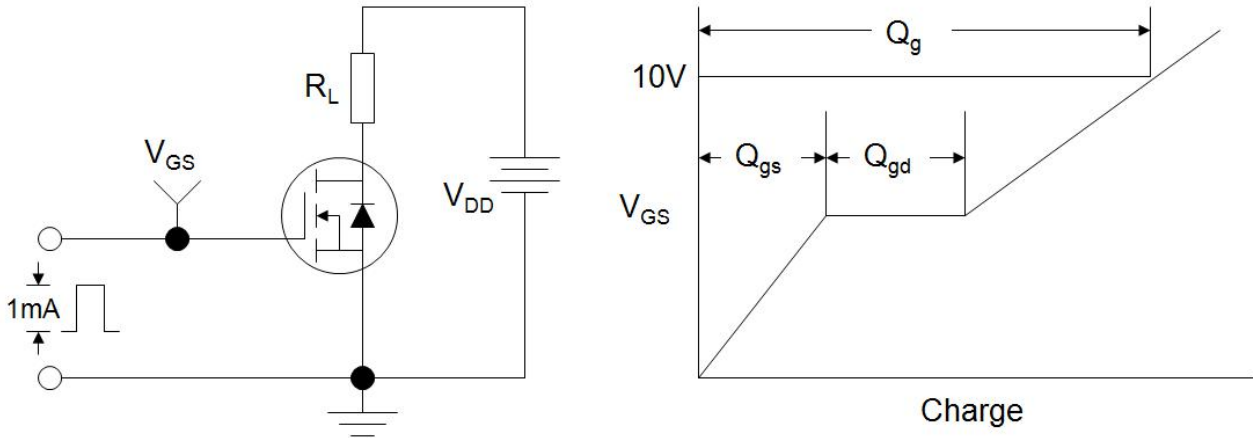 R_L
V_GS
V_DD
1mA
Q_g
10V
Q_gs
Q_gd
V_GS
Charge